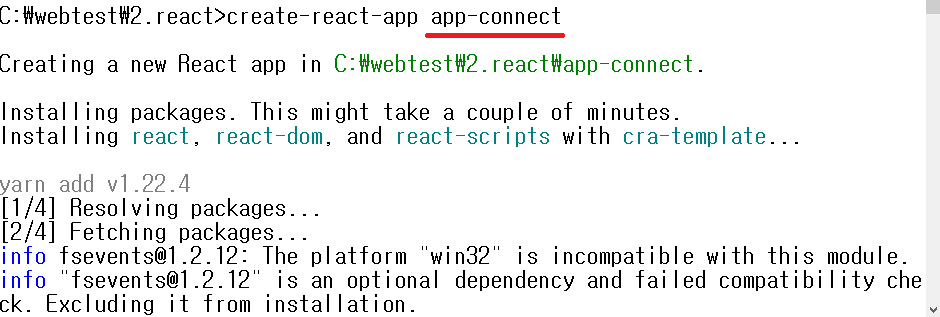 C:₩webtest₩2.react>create-react-app app-connect
Creating a new React app in C:₩webtest₩2.react₩app-connect.
Installing packages. This might take a couple of minutes.
Installing react, react-dom, and react-scripts with cra-template...
yarn add v1.22.4
[1/4] Resolving packages...
[2/4] Fetching packages...
info fsevents@1.2.12: The platform "win32" is incompatible with this module.
info "fsevents@1.2.12" is an optional dependency and failed compatibility che
ck. Excluding it from installation.